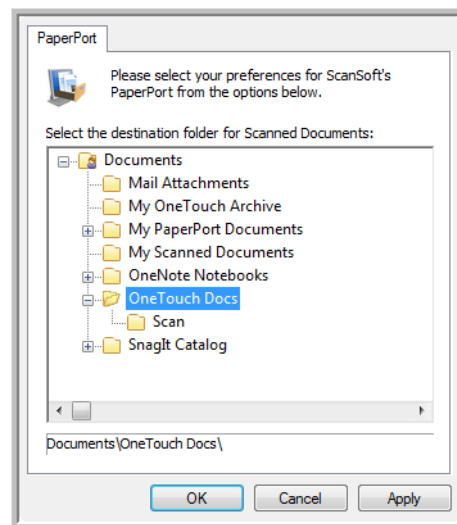 PaperPort
Please select your preferences for ScanSoft's
PaperPort from the options below.
Select the destination folder for Scanned Documents:
Documents
Mail Attachments
My OneTouch Archive
My PaperPort Documents
My Scanned Documents
OneNote Notebooks
OneTouch Docs
Scan
SnagIt Catalog
Documents\OneTouch Docs\
OK Cancel Apply